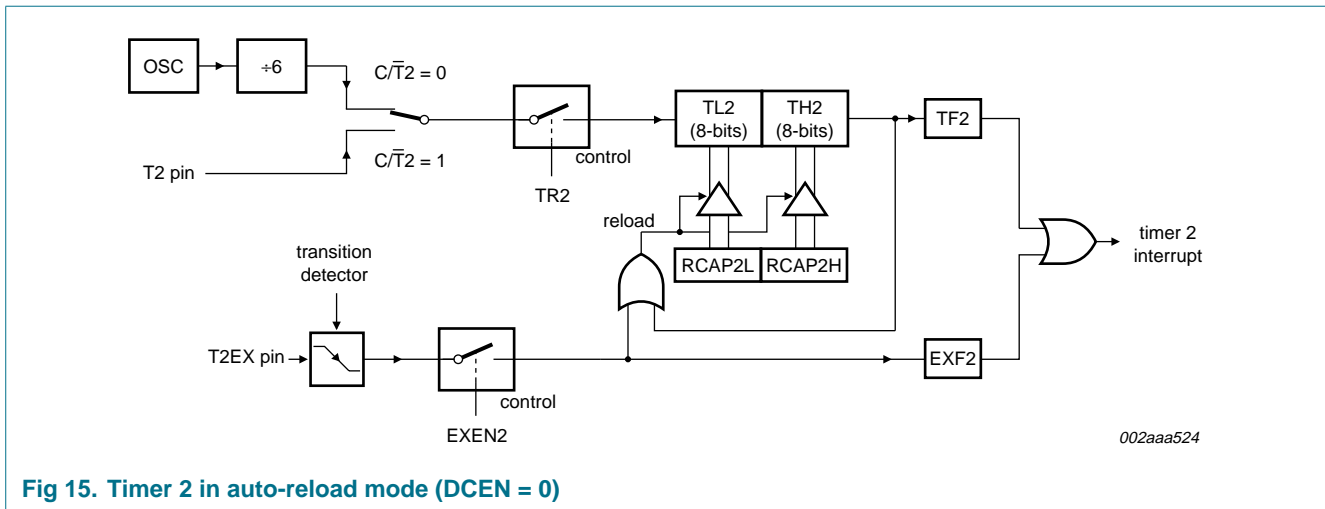 OSC
÷6
C/T̅2 = 0
C/T̅2 = 1
T2 pin
control
TR2
TL2
(8-bits)
TH2
(8-bits)
TF2
reload
RCAP2L
RCAP2H
timer 2
interrupt
transition
detector
T2EX pin
control
EXEN2
EXF2
002aaa524
Fig 15. Timer 2 in auto-reload mode (DCEN = 0)